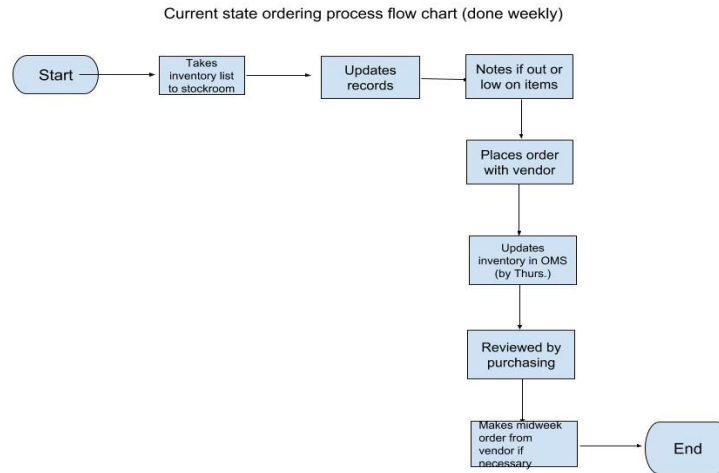 Current state ordering process flow chart (done weekly)
Start
Takes
inventory list
to stockroom
Updates
records
Notes if out or
low on items
Places order
with vendor
Updates
inventory in OMS
(by Thurs.)
Reviewed by
purchasing
Makes midweek
order from
vendor if
necessary
End